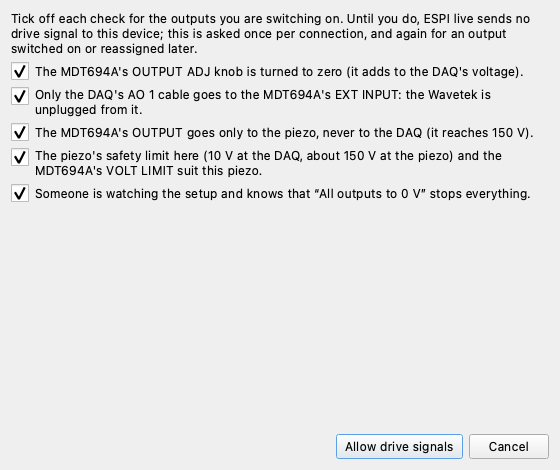 Tick off each check for the outputs you are switching on. Until you do, ESPI live sends no
drive signal to this device; this is asked once per connection, and again for an output
switched on or reassigned later.
The MDT694A's OUTPUT ADJ knob is turned to zero (it adds to the DAQ's voltage).
Only the DAQ's AO 1 cable goes to the MDT694A's EXT INPUT: the Wavetek is
unplugged from it.
The MDT694A's OUTPUT goes only to the piezo, never to the DAQ (it reaches 150 V).
The piezo's safety limit here (10 V at the DAQ, about 150 V at the piezo) and the
MDT694A's VOLT LIMIT suit this piezo.
Someone is watching the setup and knows that “All outputs to 0 V” stops everything.
Allow drive signals
Cancel